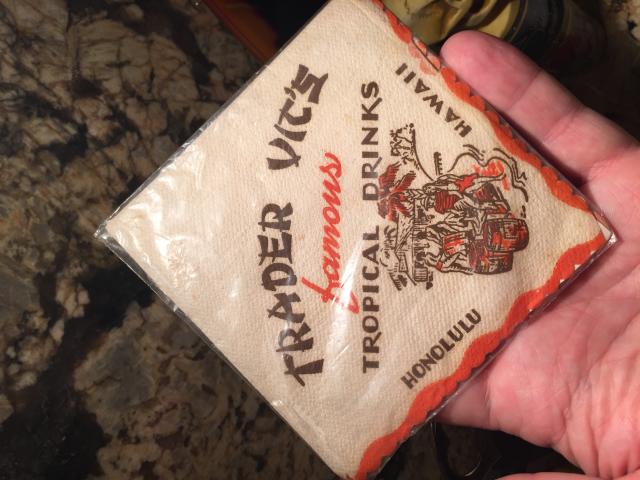 TRADER VIC'S
famous
TROPICAL DRINKS
HONOLULU HAWAII